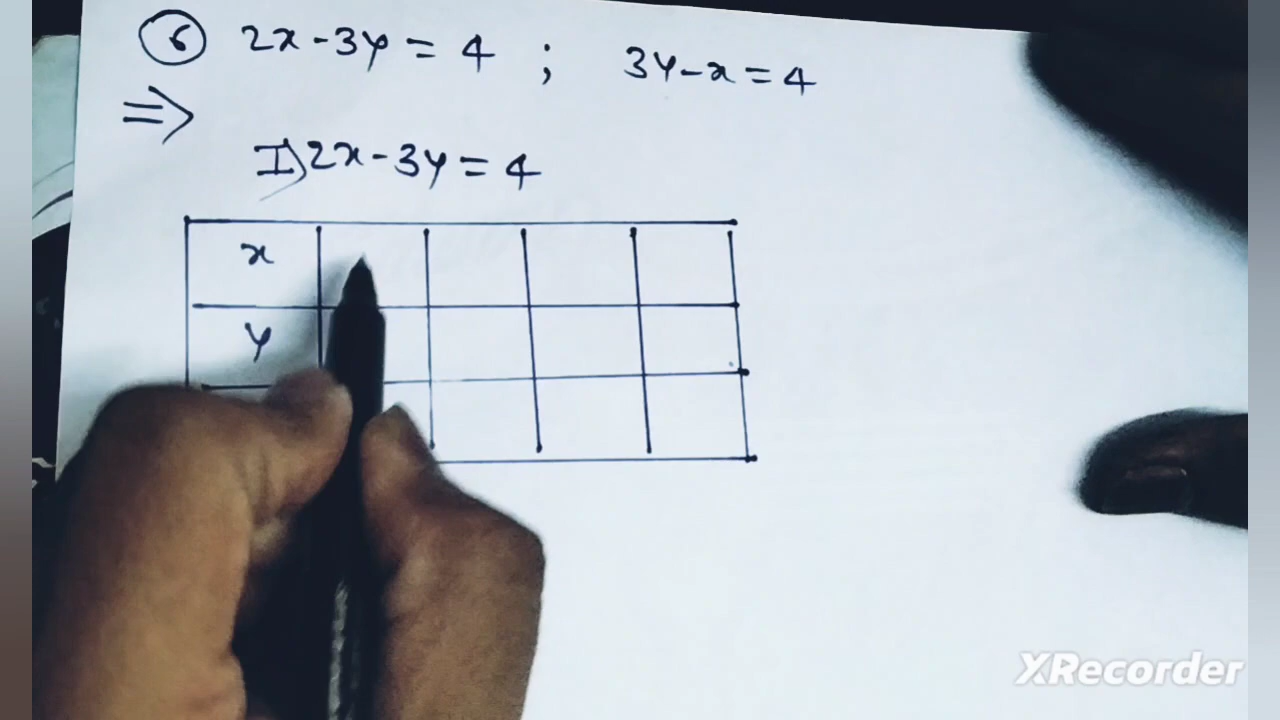 6 2x-3y = 4 ; 3y-x = 4
=>
I) 2x-3y = 4
x
y
XRecorder